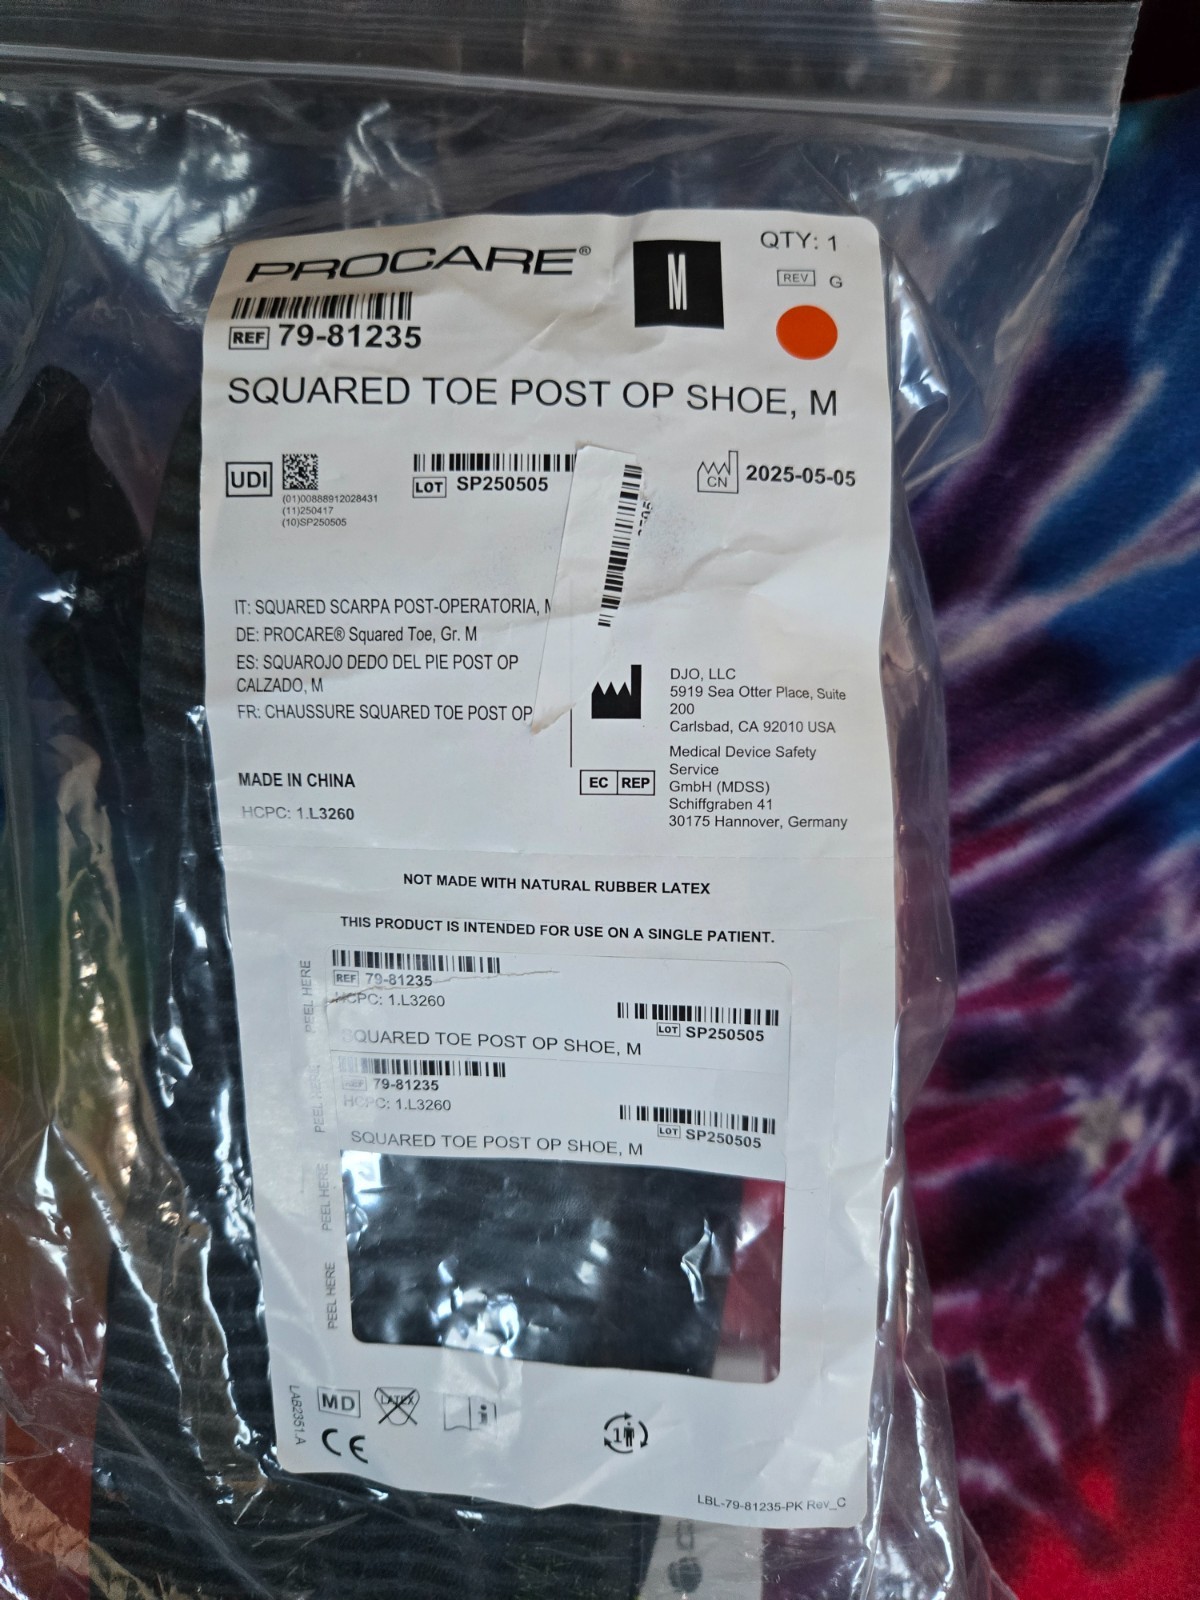 PROCARE®
M
QTY: 1
REV G
REF 79-81235
SQUARED TOE POST OP SHOE, M
UDI
(01)00888912028431
(11)250417
(10)SP250505
LOT SP250505
CN
2025-05-05
IT: SQUARED SCARPA POST-OPERATORIA, M
DE: PROCARE® Squared Toe, Gr. M
ES: SQUAROJO DEDO DEL PIE POST OP
CALZADO, M
FR: CHAUSSURE SQUARED TOE POST OP
MADE IN CHINA
HCPC: 1.L3260
DJO, LLC
5919 Sea Otter Place, Suite
200
Carlsbad, CA 92010 USA
EC REP
Medical Device Safety
Service
GmbH (MDSS)
Schiffgraben 41
30175 Hannover, Germany
NOT MADE WITH NATURAL RUBBER LATEX
THIS PRODUCT IS INTENDED FOR USE ON A SINGLE PATIENT.
PEEL HERE
REF 79-81235
HCPC: 1.L3260
LOT SP250505
SQUARED TOE POST OP SHOE, M
PEEL HERE
REF 79-81235
HCPC: 1.L3260
LOT SP250505
SQUARED TOE POST OP SHOE, M
PEEL HERE
PEEL HERE
LAB2351.A
MD
LATEX
CE
1
LBL-79-81235-PK Rev_C